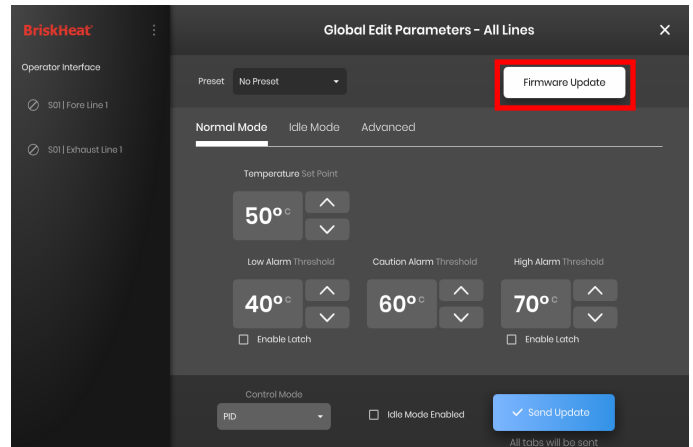 BriskHeat
Global Edit Parameters - All Lines
Operator Interface
S01 | Fore Line 1
S01 | Exhaust Line 1
Preset No Preset
Firmware Update
Normal Mode Idle Mode Advanced
Temperature Set Point
50° C
Low Alarm Threshold Caution Alarm Threshold High Alarm Threshold
40° C 60° C 70° C
Enable Latch Enable Latch
Control Mode
PID Idle Mode Enabled Send Update
All tabs will be sent